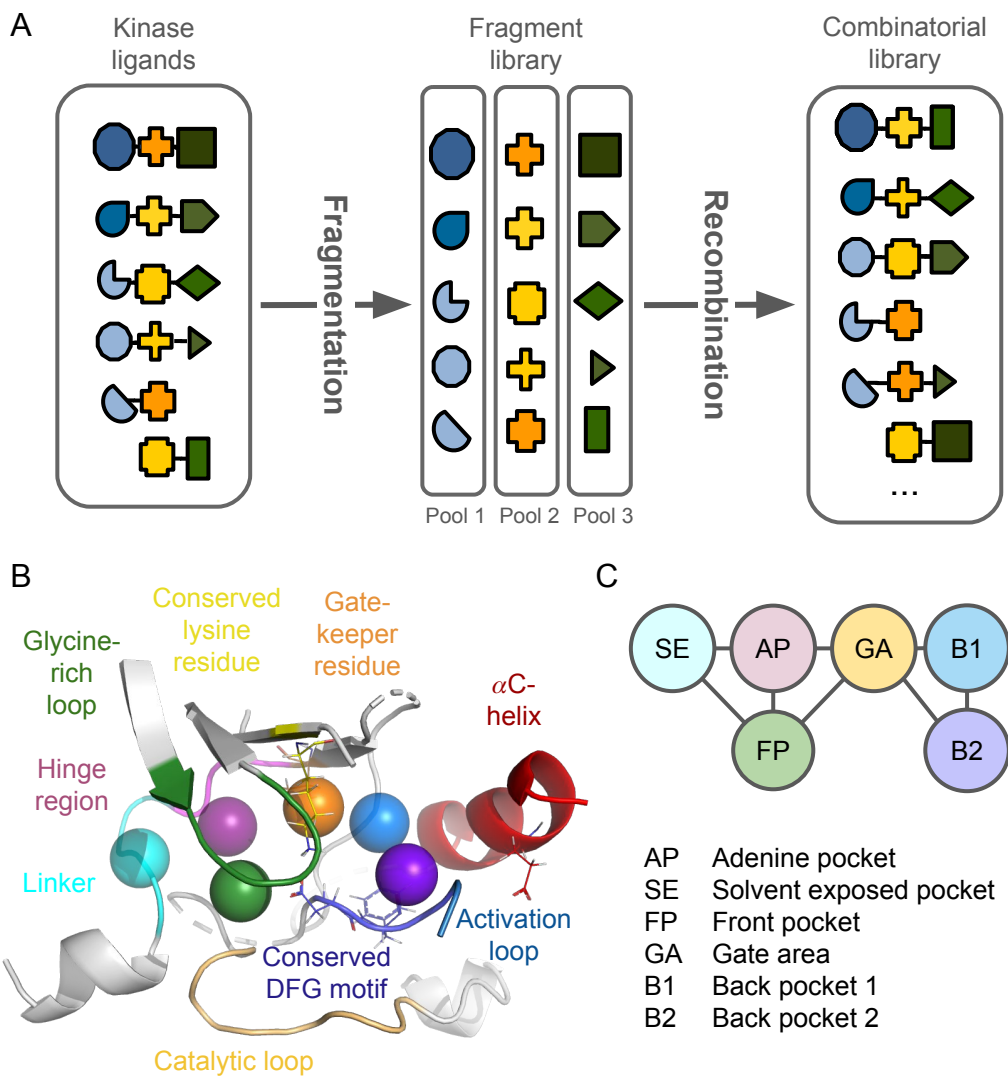 A
Kinase
ligands
Fragment
library
Combinatorial
library
Fragmentation
Recombination
...
Pool 1
Pool 2
Pool 3
B
Conserved
lysine
residue
Gate-
keeper
residue
Glycine-
rich
loop
αC-
helix
Hinge
region
Linker
Activation
loop
Conserved
DFG motif
Catalytic loop
C
SE
AP
GA
B1
FP
B2
AP Adenine pocket
SE Solvent exposed pocket
FP Front pocket
GA Gate area
B1 Back pocket 1
B2 Back pocket 2